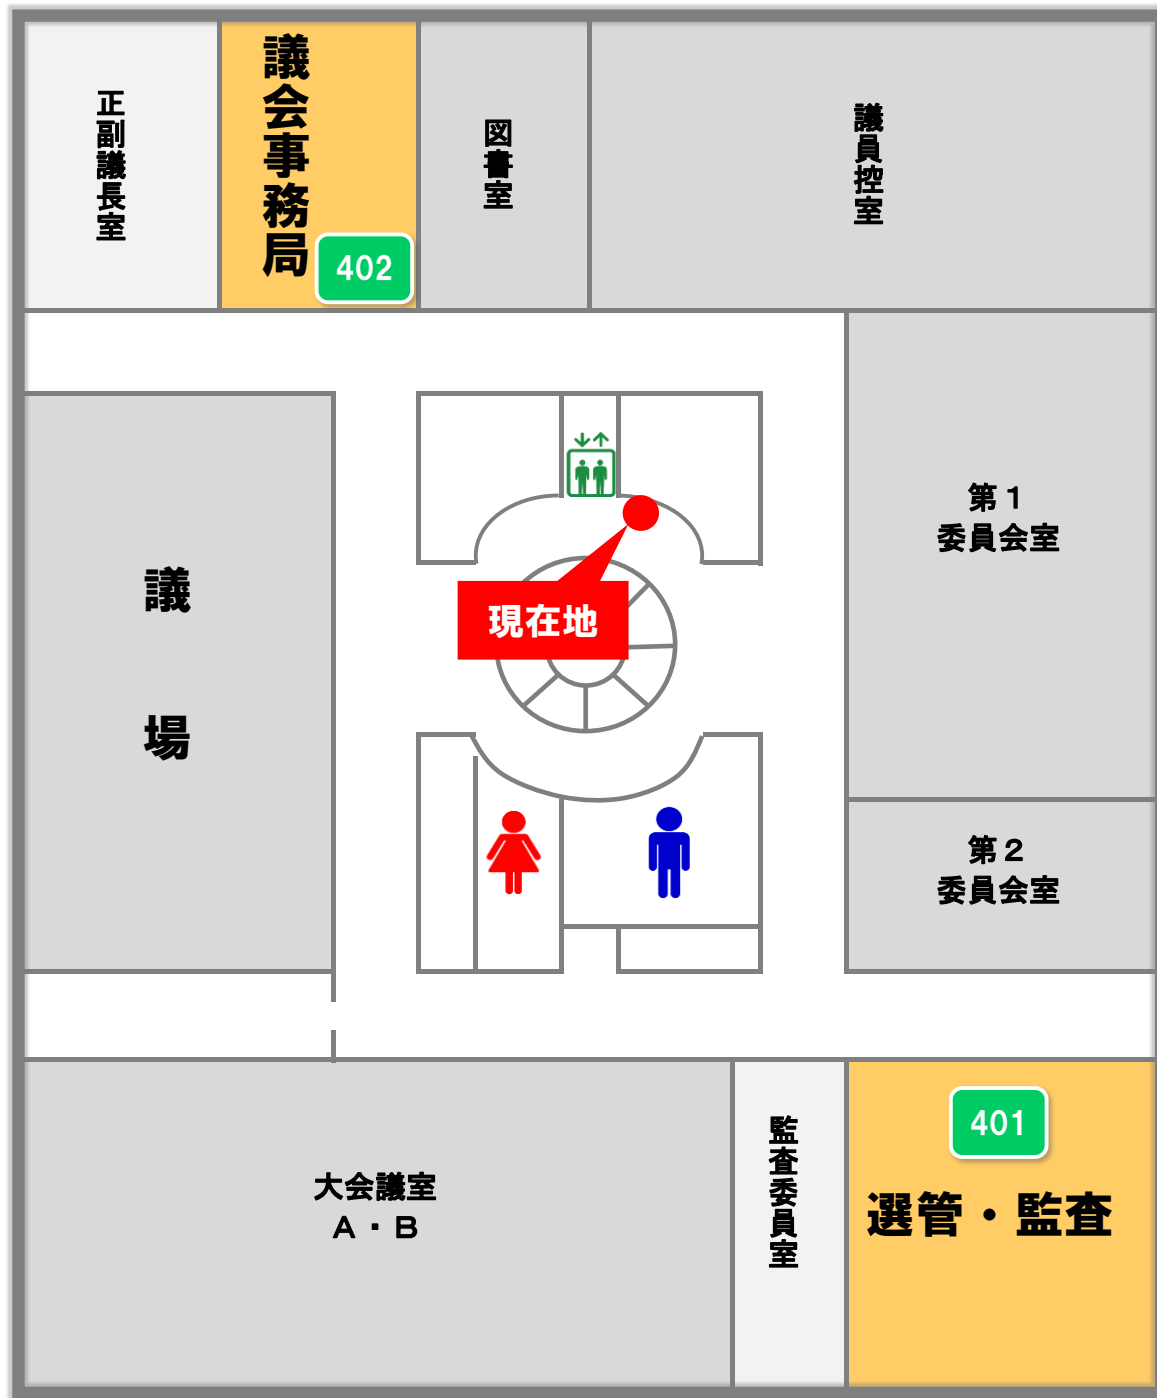 正副議長室
議会事務局
402
図書室
議員控室
第１
委員会室
現在地
議
場
第２
委員会室
401
選管・監査
監査委員室
大会議室
Ａ・Ｂ